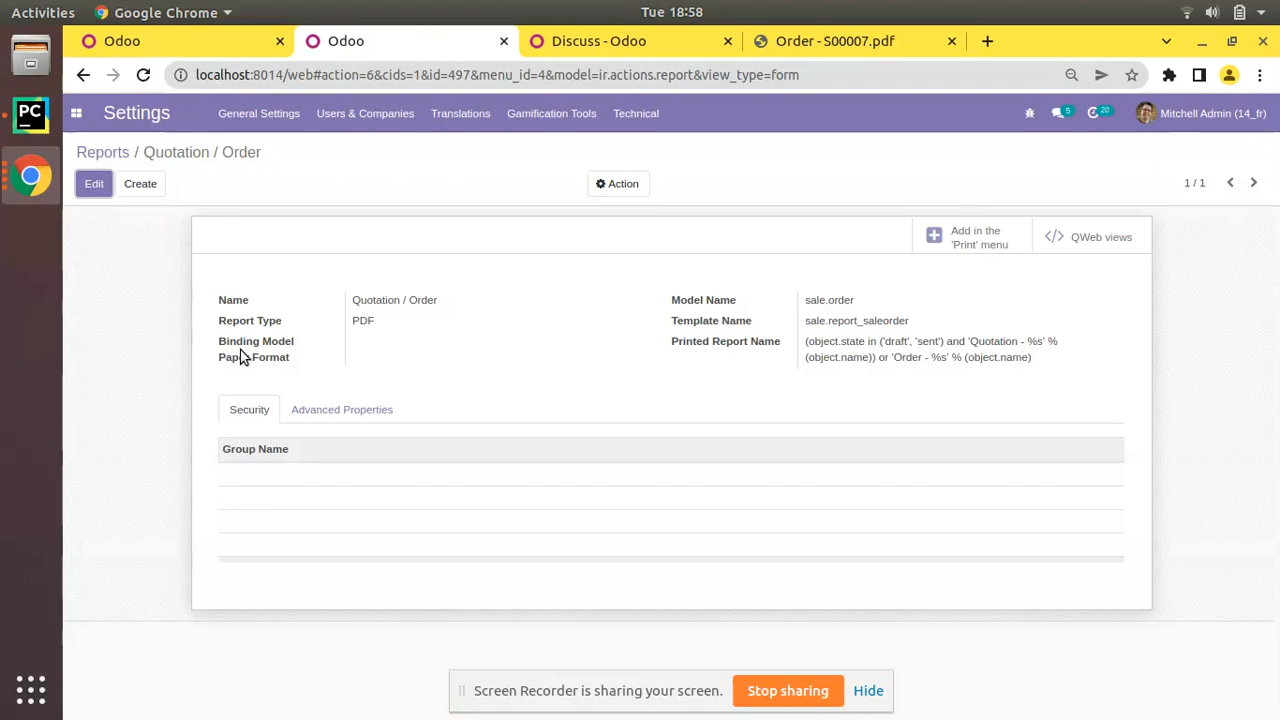 Activities
Google Chrome
Tue 18:58
Odoo
Odoo
Discuss - Odoo
Order - S00007.pdf
localhost:8014/web#action=6&cids=1&id=497&menu_id=4&model=ir.actions.report&view_type=form
PC
Settings
General Settings
Users & Companies
Translations
Gamification Tools
Technical
5
20
Mitchell Admin (14_fr)
Reports / Quotation / Order
Edit
Create
Action
1 / 1
Add in the
'Print' menu
QWeb views
Name
Quotation / Order
Model Name
sale.order
Report Type
PDF
Template Name
sale.report_saleorder
Binding Model
Printed Report Name
(object.state in ('draft', 'sent') and 'Quotation - %s' %
(object.name)) or 'Order - %s' % (object.name)
Paper Format
Security
Advanced Properties
Group Name
Screen Recorder is sharing your screen.
Stop sharing
Hide